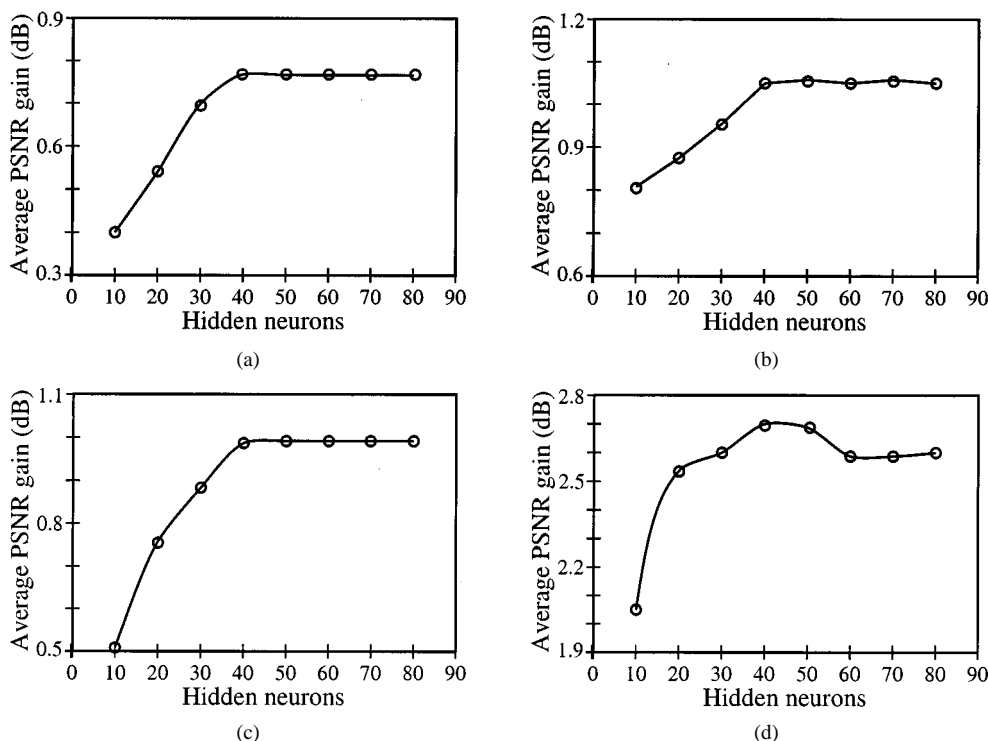 Average PSNR gain (dB)
0.9
0.6
0.3
0 10 20 30 40 50 60 70 80 90
Hidden neurons
(a)
Average PSNR gain (dB)
1.2
0.9
0.6
0 10 20 30 40 50 60 70 80 90
Hidden neurons
(b)
Average PSNR gain (dB)
1.1
0.8
0.5
0 10 20 30 40 50 60 70 80 90
Hidden neurons
(c)
Average PSNR gain (dB)
2.8
2.5
2.2
1.9
0 10 20 30 40 50 60 70 80 90
Hidden neurons
(d)